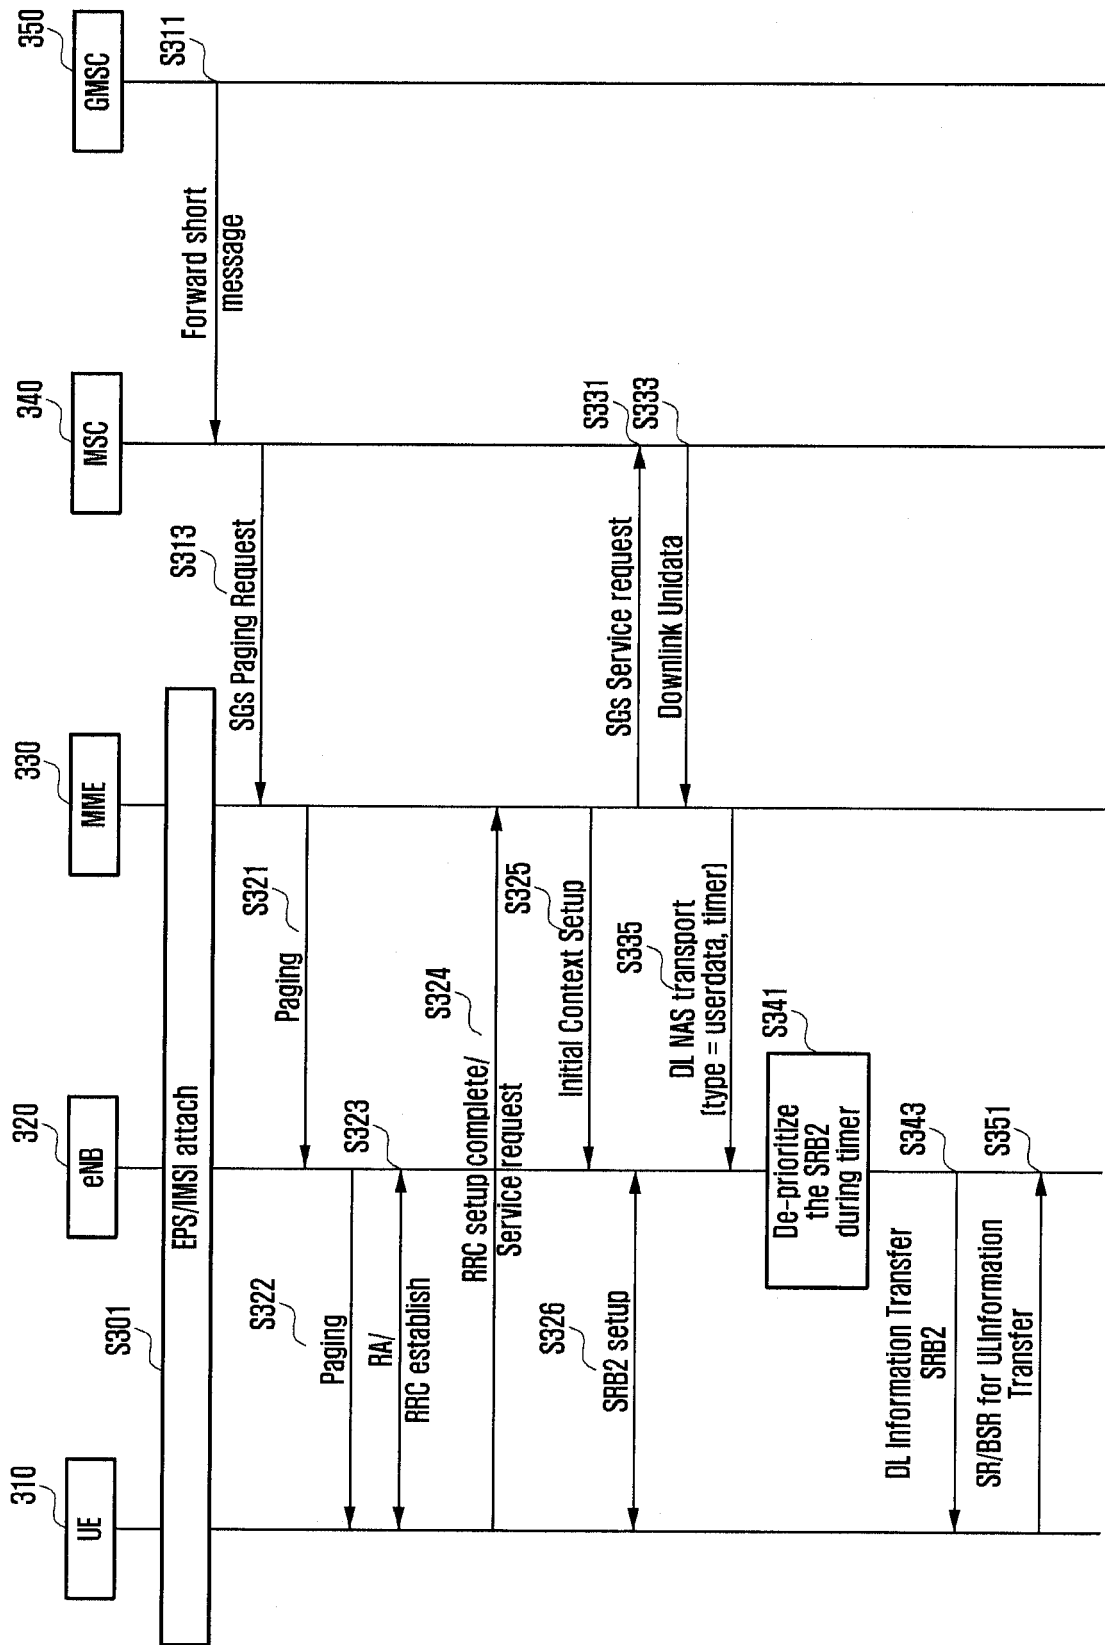 310
UE
320
eNB
330
MME
340
MSC
350
GMSC
S301
EPS/IMSI attach
S311
Forward short
message
S313
SGs Paging Request
S321
Paging
S322
Paging
S323
RA/
RRC establish
S324
RRC setup complete/
Service request
S325
Initial Context Setup
S326
SRB2 setup
S331
SGs Service request
S333
Downlink Unidata
S335
DL NAS transport
[type = userdata, timer]
S341
De-prioritize
the SRB2
during timer
S343
DL Information Transfer
SRB2
S351
SR/BSR for ULInformation
Transfer